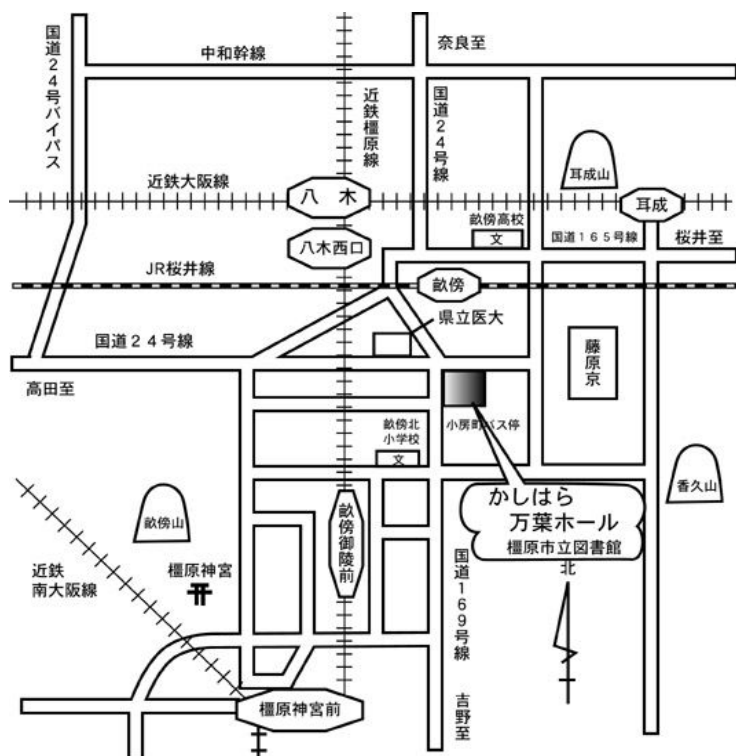 国道24号バイパス
中和幹線
奈良至
近鉄橿原線
国道24号線
耳成山
近鉄大阪線
八木
耳成
畝傍高校
文
八木西口
国道165号線
桜井至
JR桜井線
畝傍
県立医大
国道24号線
藤原京
高田至
畝傍北
小学校
文
小房町バス停
香久山
かしはら
万葉ホール
橿原市立図書館
畝傍山
畝傍御陵前
北
国道169号線
近鉄
南大阪線
橿原神宮
橿原神宮前
吉野至